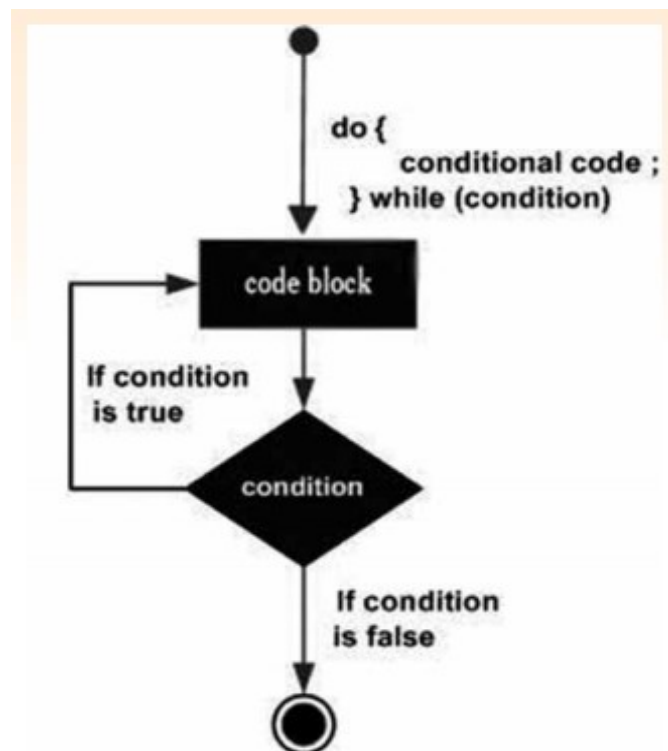 do {
conditional code ;
} while (condition)
code block
If condition
is true
condition
If condition
is false